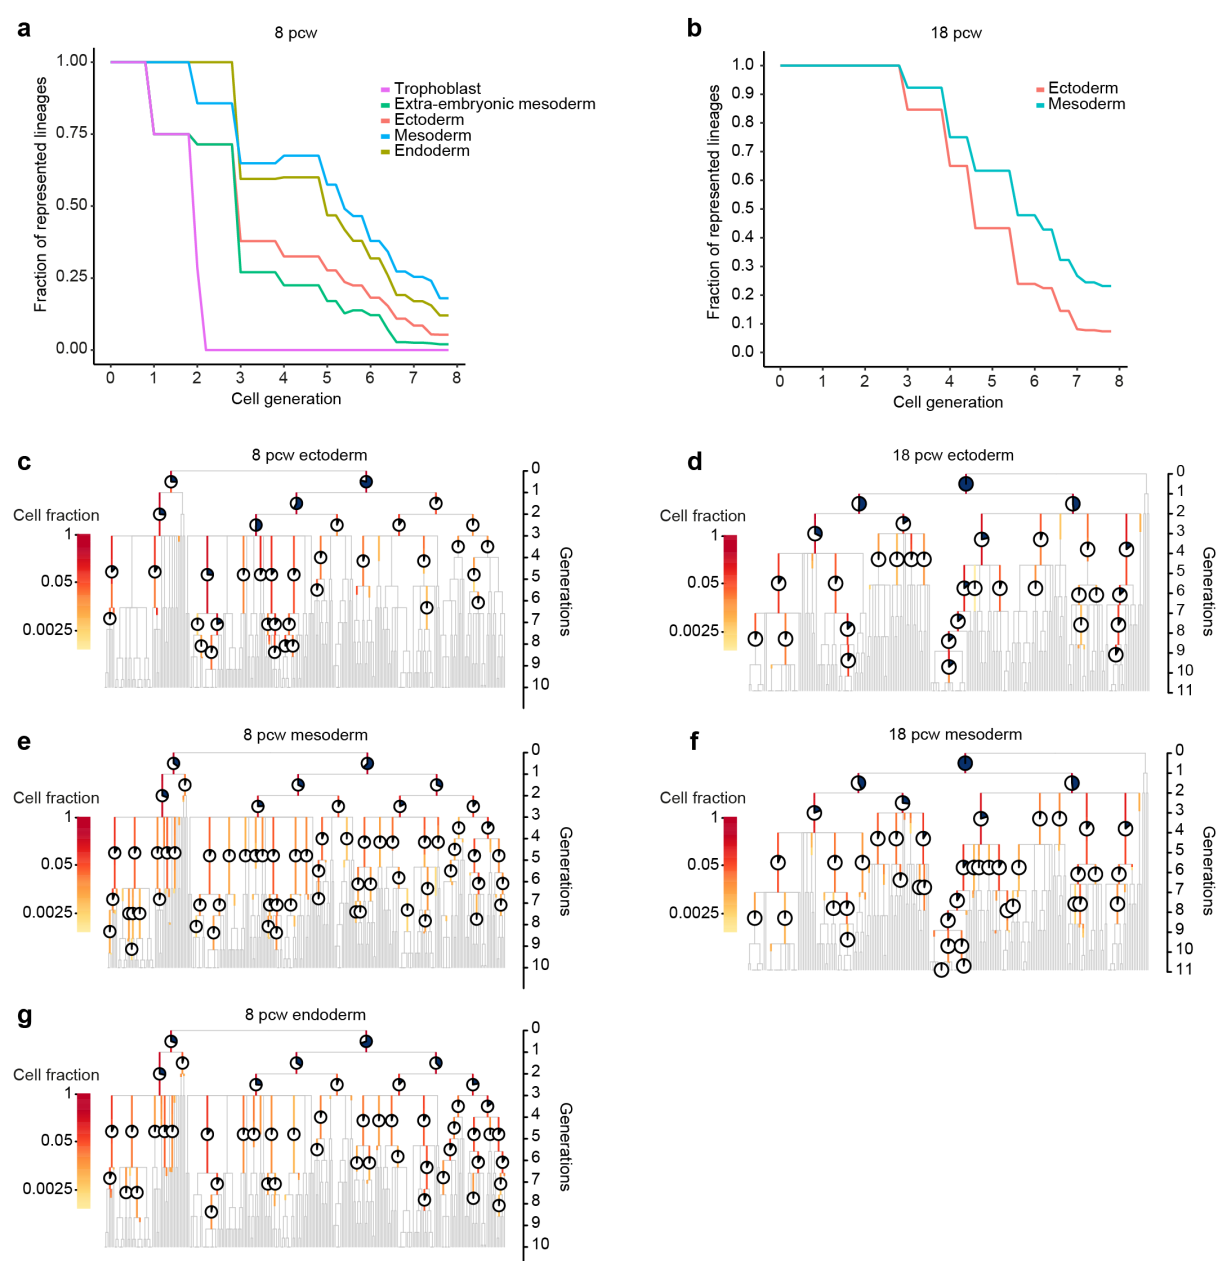 a
8 pcw
1.00
0.75
0.50
0.25
0.00
Fraction of represented lineages
0 1 2 3 4 5 6 7 8
Cell generation
Trophoblast
Extra-embryonic mesoderm
Ectoderm
Mesoderm
Endoderm
b
18 pcw
1.0
0.9
0.8
0.7
0.6
0.5
0.4
0.3
0.2
0.1
0.0
Fraction of represented lineages
0 1 2 3 4 5 6 7 8
Cell generation
Ectoderm
Mesoderm
c
8 pcw ectoderm
Cell fraction
1
0.05
0.0025
0
1
2
3
4
5
6
7
8
9
10
Generations
d
18 pcw ectoderm
Cell fraction
1
0.05
0.0025
0
1
2
3
4
5
6
7
8
9
10
11
Generations
e
8 pcw mesoderm
Cell fraction
1
0.05
0.0025
0
1
2
3
4
5
6
7
8
9
10
Generations
f
18 pcw mesoderm
Cell fraction
1
0.05
0.0025
0
1
2
3
4
5
6
7
8
9
10
11
Generations
g
8 pcw endoderm
Cell fraction
1
0.05
0.0025
0
1
2
3
4
5
6
7
8
9
10
Generations